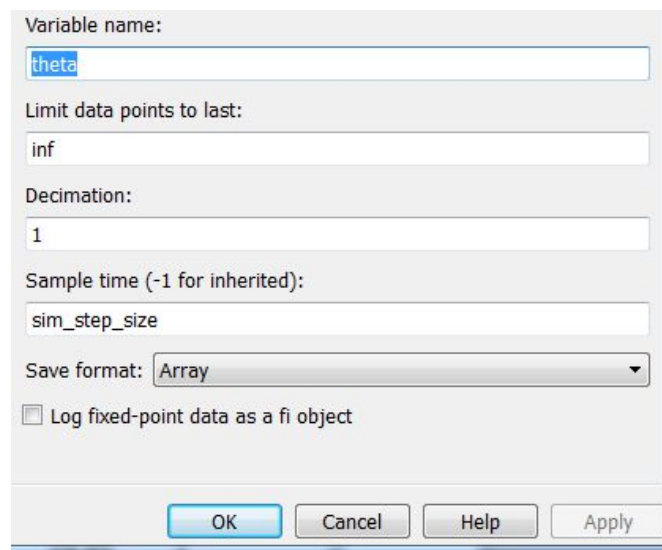 Variable name:
theta
Limit data points to last:
inf
Decimation:
1
Sample time (-1 for inherited):
sim_step_size
Save format: Array
Log fixed-point data as a fi object
OK Cancel Help Apply